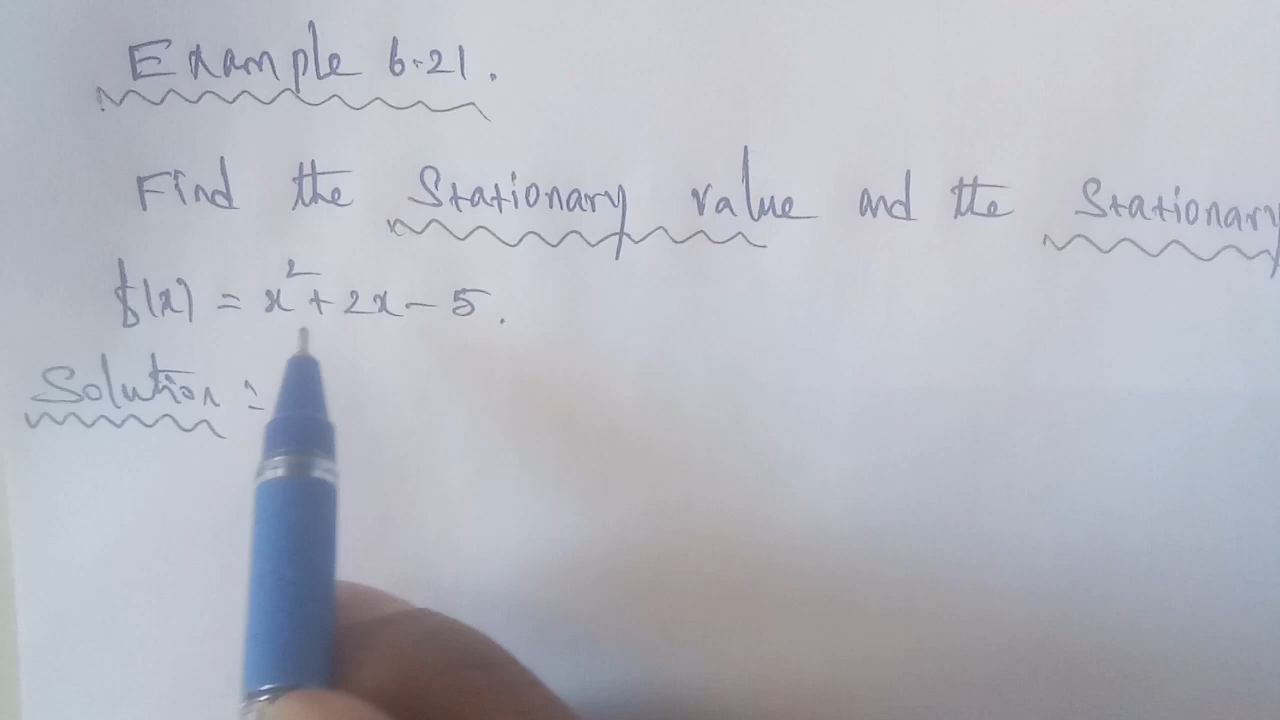 Example 6.21.
Find the Stationary value and the Stationary
f(x) = x² + 2x - 5.
Solution: